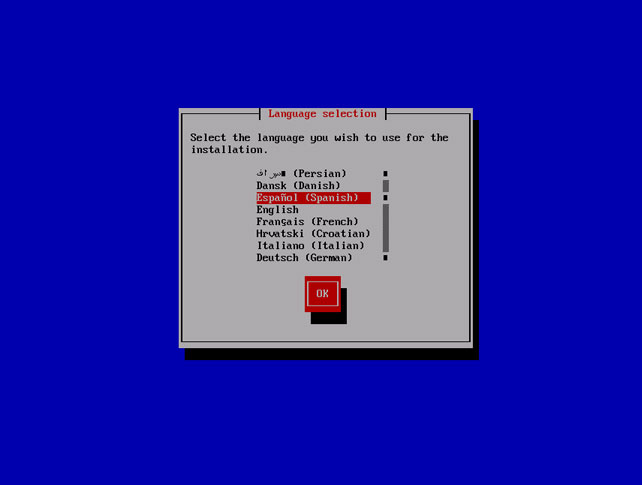 Language selection
Select the language you wish to use for the
installation.
(Persian)
Dansk (Danish)
Español (Spanish)
English
Français (French)
Hrvatski (Croatian)
Italiano (Italian)
Deutsch (German)
OK